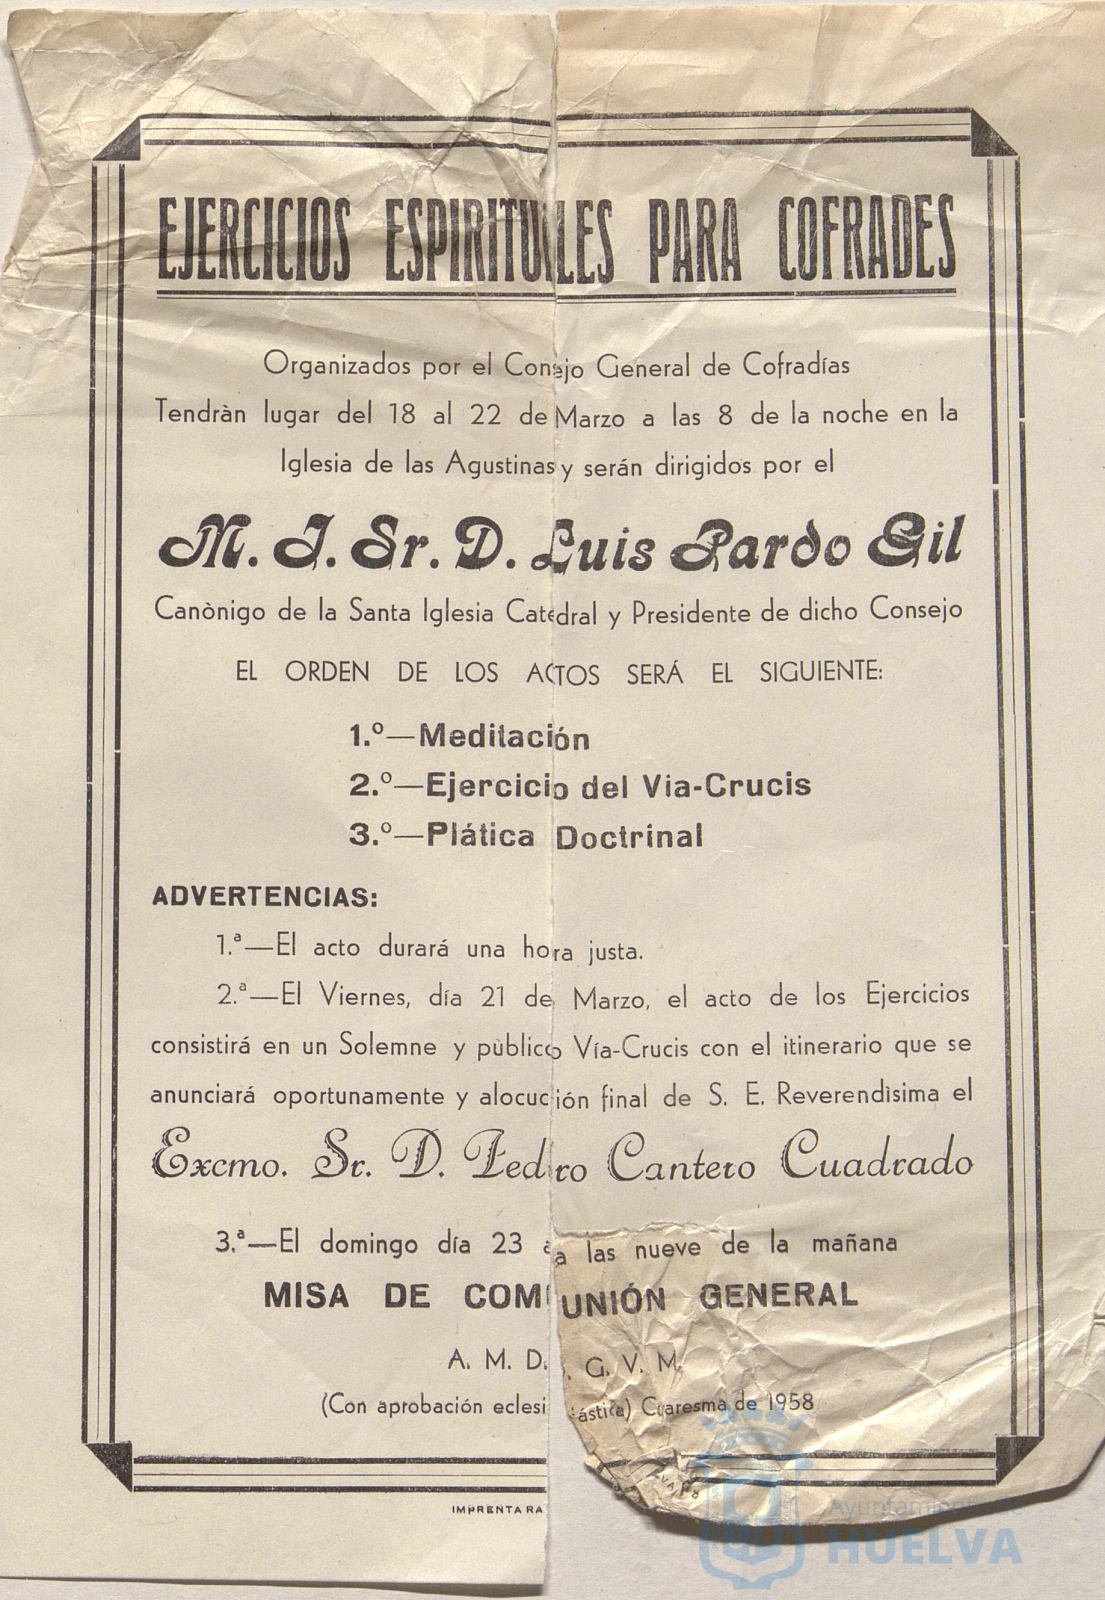 EJERCICIOS ESPIRITUALES PARA COFRADES
Organizados por el Consejo General de Cofradías
Tendràn lugar del 18 al 22 de Marzo a las 8 de la noche en la
Iglesia de las Agustinas y serán dirigidos por el
M. I. Sr. D. Luis Pardo Gil
Canònigo de la Santa Iglesia Catedral y Presidente de dicho Consejo
EL ORDEN DE LOS ACTOS SERÁ EL SIGUIENTE:
1.º—Meditación
2.º—Ejercicio del Via-Crucis
3.º—Plática Doctrinal
ADVERTENCIAS:
1.ª—El acto durará una hora justa.
2.ª—El Viernes, día 21 de Marzo, el acto de los Ejercicios
consistirá en un Solemne y pùblico Vía-Crucis con el itinerario que se
anunciará oportunamente y alocución final de S. E. Reverendìsima el
Excmo. Sr. D. Pedro Cantero Cuadrado
3.ª—El domingo día 23 a las nueve de la mañana
MISA DE COMUNIÓN GENERAL
A. M. D. G. V. M.
(Con aprobación eclesiástica) Cuaresma de 1958
IMPRENTA
Ayuntamiento de
HUELVA